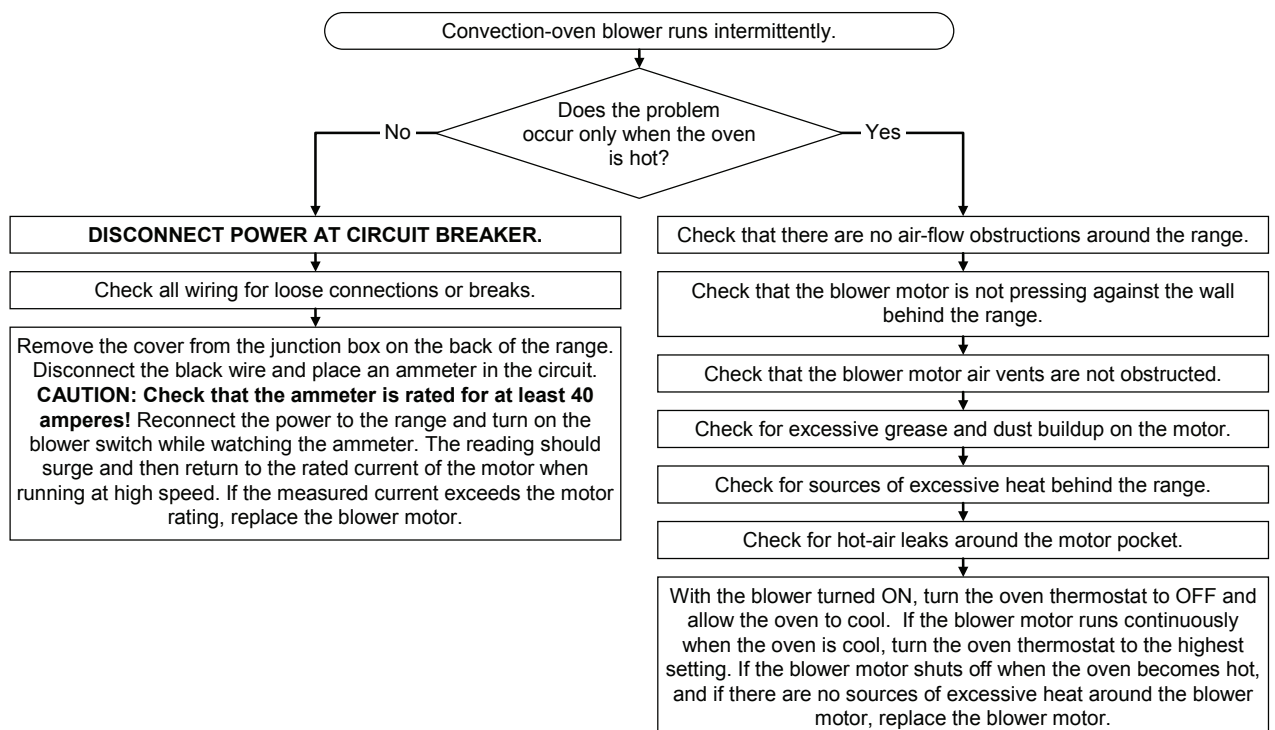 Convection-oven blower runs intermittently.
Does the problem
occur only when the oven
is hot?
No
Yes
DISCONNECT POWER AT CIRCUIT BREAKER.
Check all wiring for loose connections or breaks.
Remove the cover from the junction box on the back of the range.
Disconnect the black wire and place an ammeter in the circuit.
CAUTION: Check that the ammeter is rated for at least 40
amperes! Reconnect the power to the range and turn on the
blower switch while watching the ammeter. The reading should
surge and then return to the rated current of the motor when
running at high speed. If the measured current exceeds the motor
rating, replace the blower motor.
Check that there are no air-flow obstructions around the range.
Check that the blower motor is not pressing against the wall
behind the range.
Check that the blower motor air vents are not obstructed.
Check for excessive grease and dust buildup on the motor.
Check for sources of excessive heat behind the range.
Check for hot-air leaks around the motor pocket.
With the blower turned ON, turn the oven thermostat to OFF and
allow the oven to cool.  If the blower motor runs continuously
when the oven is cool, turn the oven thermostat to the highest
setting. If the blower motor shuts off when the oven becomes hot,
and if there are no sources of excessive heat around the blower
motor, replace the blower motor.